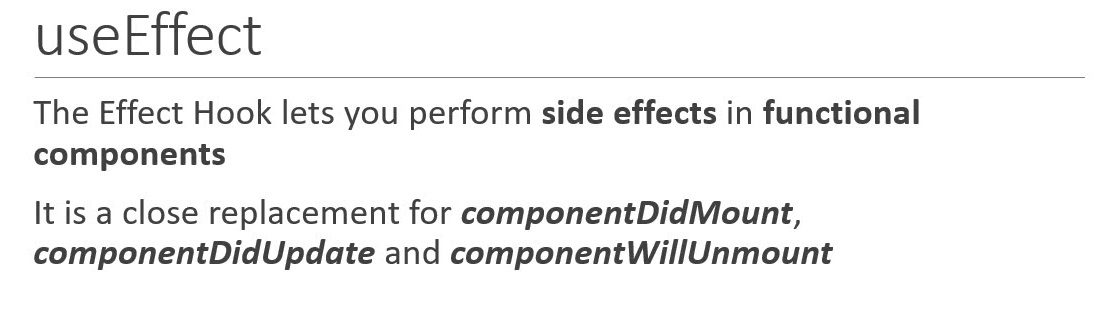 useEffect
The Effect Hook lets you perform side effects in functional
components
It is a close replacement for componentDidMount,
componentDidUpdate and componentWillUnmount